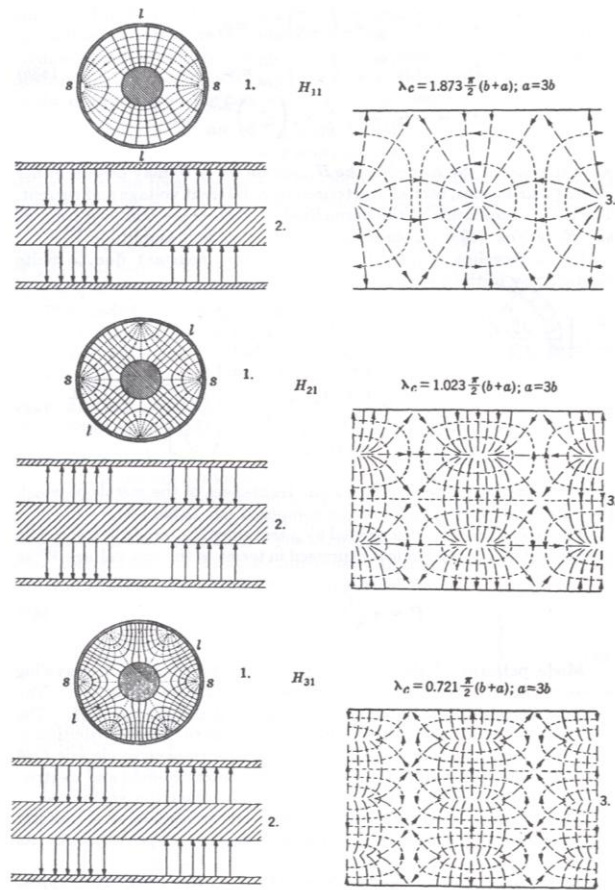 l
1.
H₁₁
λc = 1.873 π/2 (b+a); a=3b
s
s
l
2.
3.
l
1.
H₂₁
λc = 1.023 π/2 (b+a); a=3b
s
s
l
2.
3.
l
1.
H₃₁
λc = 0.721 π/2 (b+a); a=3b
s
s
l
2.
3.